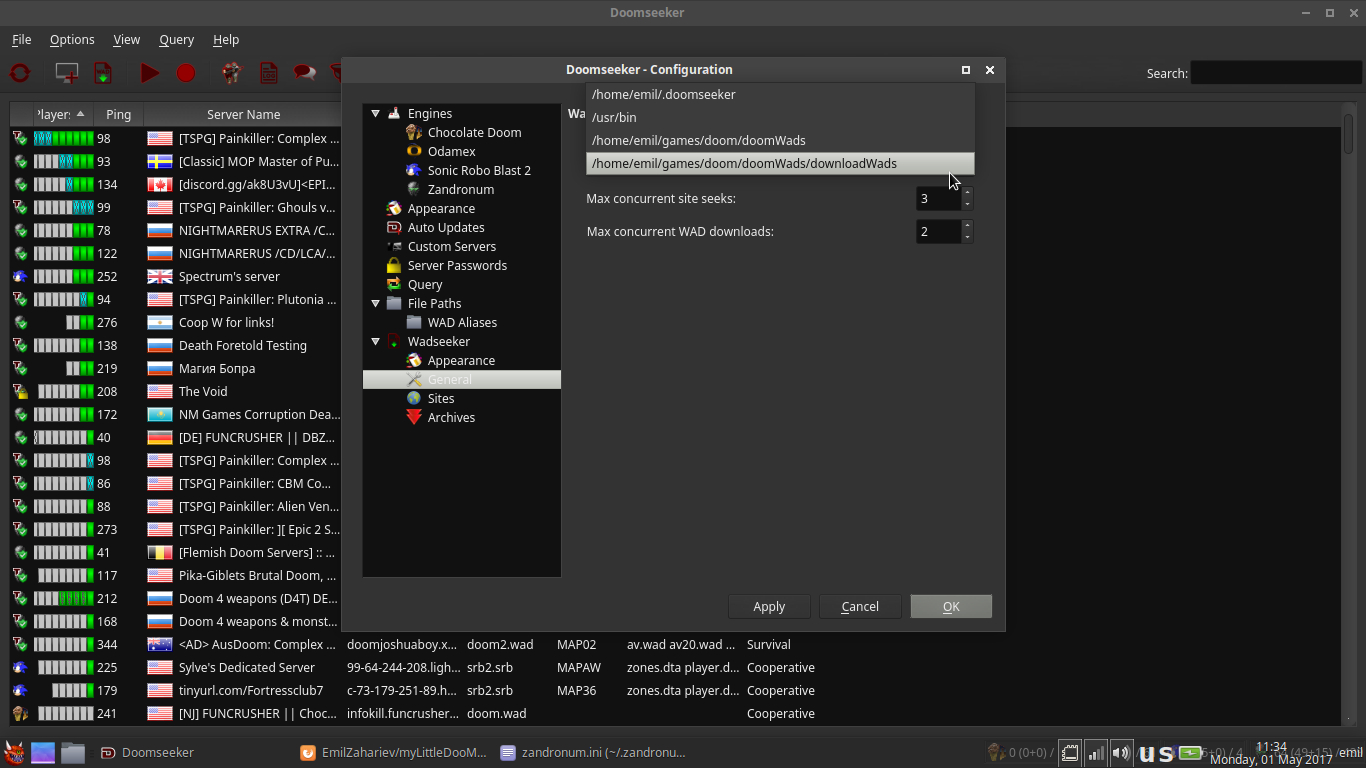 Doomseeker
File Options View Query Help
Search:
Doomseeker - Configuration
Players Ping Server Name
98 [TSPG] Painkiller: Complex ...
93 [Classic] MOP Master of Pu...
134 [discord.gg/ak8U3vU]<EPI...
99 [TSPG] Painkiller: Ghouls v...
78 NIGHTMARERUS EXTRA /C...
122 NIGHTMARERUS /CD/LCA/...
252 Spectrum's server
94 [TSPG] Painkiller: Plutonia ...
276 Coop W for links!
138 Death Foretold Testing
219 Магия Бопра
208 The Void
172 NM Games Corruption Dea...
40 [DE] FUNCRUSHER || DBZ...
98 [TSPG] Painkiller: Complex ...
86 [TSPG] Painkiller: CBM Co...
88 [TSPG] Painkiller: Alien Ven...
273 [TSPG] Painkiller: ][ Epic 2 S...
41 [Flemish Doom Servers] :: ...
117 Pika-Giblets Brutal Doom, ...
212 Doom 4 weapons (D4T) DE...
168 Doom 4 weapons & monst...
344 <AD> AusDoom: Complex ... doomjoshuaboy.x... doom2.wad MAP02 av.wad av20.wad ... Survival
225 Sylve's Dedicated Server 99-64-244-208.ligh... srb2.srb MAPAW zones.dta player.d... Cooperative
179 tinyurl.com/Fortressclub7 c-73-179-251-89.h... srb2.srb MAP36 zones.dta player.d... Cooperative
241 [NJ] FUNCRUSHER || Choc... infokill.funcrusher... doom.wad Cooperative
Engines
Chocolate Doom
Odamex
Sonic Robo Blast 2
Zandronum
Appearance
Auto Updates
Custom Servers
Server Passwords
Query
File Paths
WAD Aliases
Wadseeker
Appearance
General
Sites
Archives
Wa
/home/emil/.doomseeker
/usr/bin
/home/emil/games/doom/doomWads
/home/emil/games/doom/doomWads/downloadWads
Max concurrent site seeks: 3
Max concurrent WAD downloads: 2
Apply Cancel OK
Doomseeker EmilZahariev/myLittleDooM... zandronum.ini (~/.zandronu... 0 (0+0) / us 11:34 emil
Monday, 01 May 2017